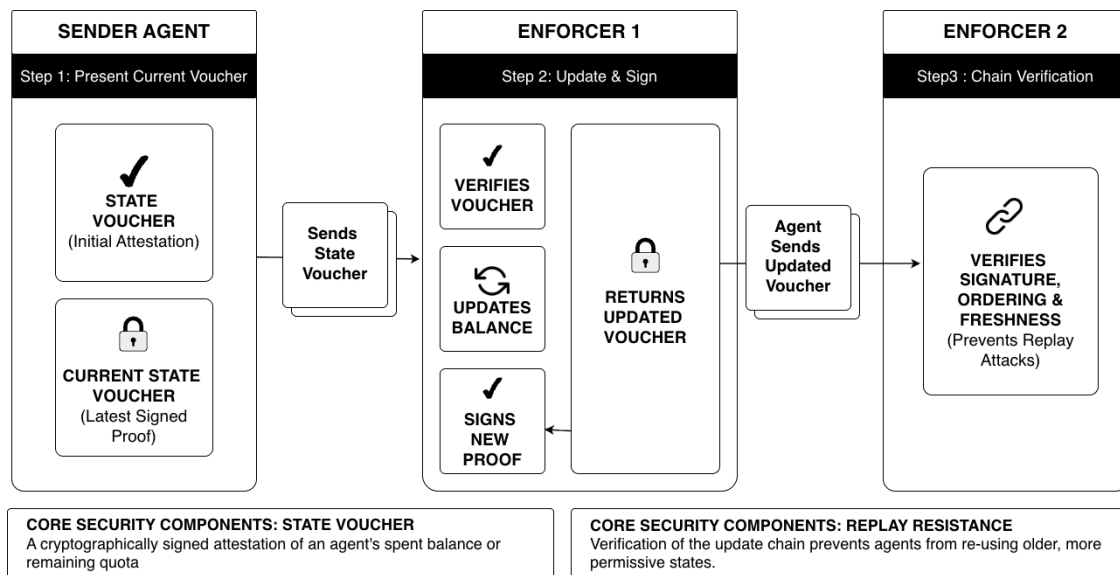 SENDER AGENT
Step 1: Present Current Voucher
STATE
VOUCHER
(Initial Attestation)
CURRENT STATE
VOUCHER
(Latest Signed
Proof)
Sends
State
Voucher
ENFORCER 1
Step 2: Update & Sign
VERIFIES
VOUCHER
UPDATES
BALANCE
SIGNS
NEW
PROOF
RETURNS
UPDATED
VOUCHER
Agent
Sends
Updated
Voucher
ENFORCER 2
Step3 : Chain Verification
VERIFIES
SIGNATURE,
ORDERING &
FRESHNESS
(Prevents Replay
Attacks)
CORE SECURITY COMPONENTS: STATE VOUCHER
A cryptographically signed attestation of an agent's spent balance or
remaining quota
CORE SECURITY COMPONENTS: REPLAY RESISTANCE
Verification of the update chain prevents agents from re-using older, more
permissive states.